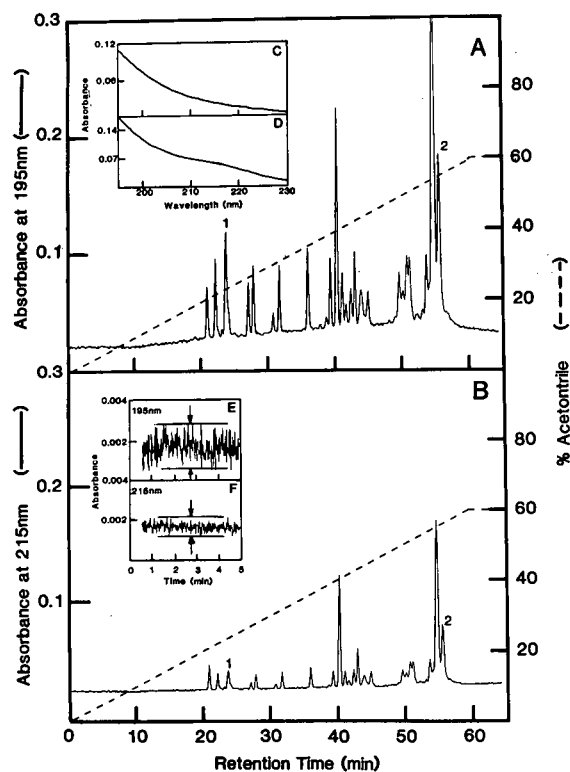 A
Absorbance at 195nm (———)
0.3
0.2
0.1
80
60
40
20
0.12
0.06
Absorbance
C
D
0.14
0.07
200 210 220 230
Wavelength (nm)
1
2
% Acetontrile (– – – –)
B
Absorbance at 215nm (———)
0.3
0.2
0.1
80
60
40
20
0.004
195nm
E
0.002
Absorbance
0.004
216nm
F
0.002
0 1 2 3 4 5
Time (min)
1
2
0 10 20 30 40 50 60
Retention Time (min)